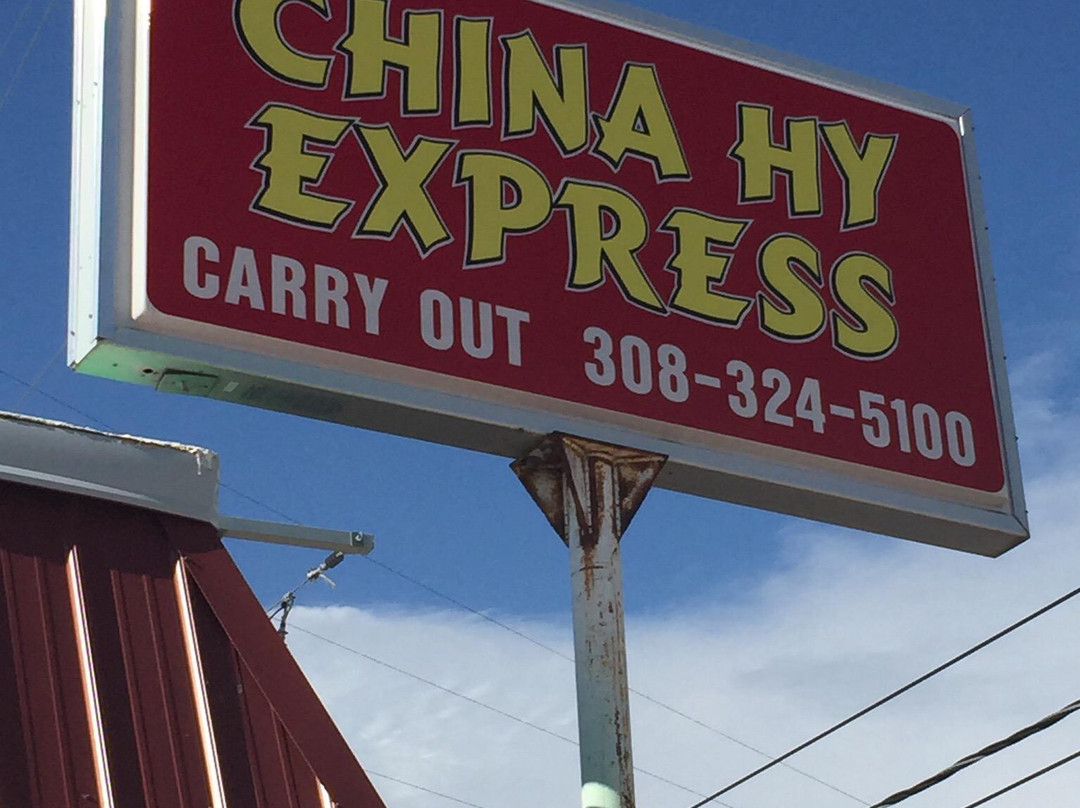 CHINA HY
EXPRESS
CARRY OUT 308-324-5100